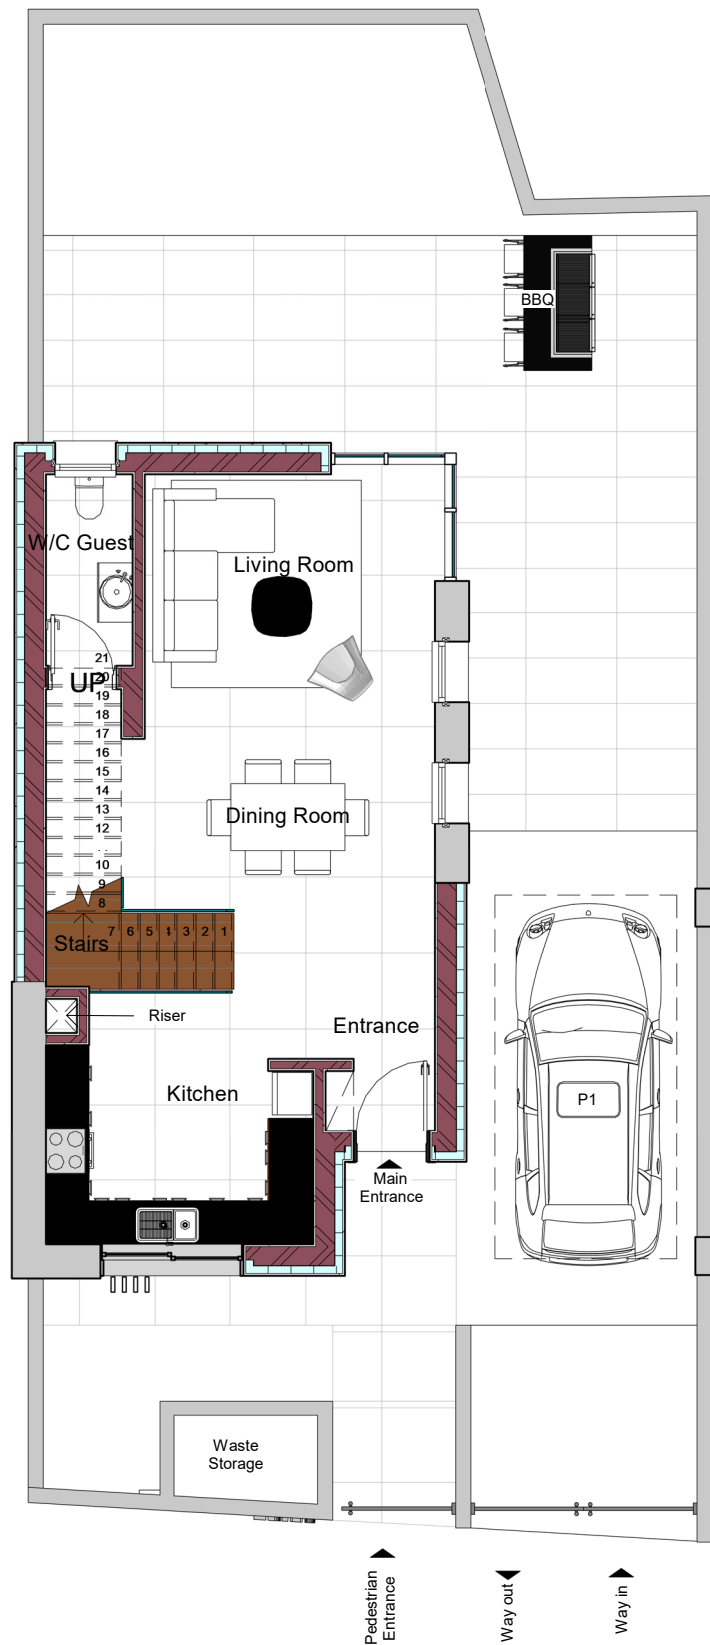 BBQ
W/C Guest
Living Room
21
UP
20
19
18
17
16
15
14
13
12
10
9
8
Dining Room
Stairs
7 6 5 4 3 2 1
Riser
Entrance
Kitchen
P1
Main
Entrance
Waste
Storage
Pedestrian
Entrance
Way out
Way in